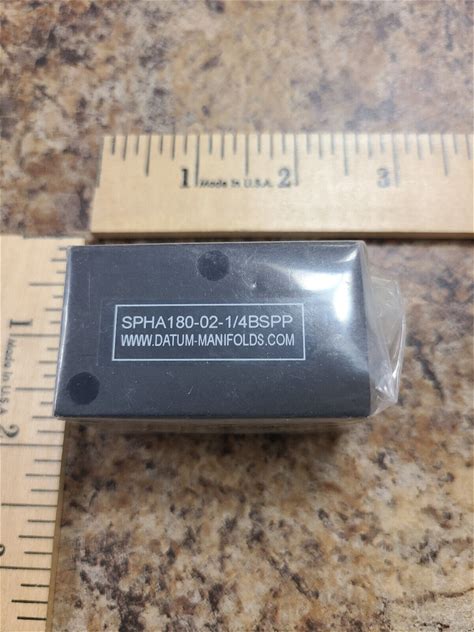 1 Made In U.S.A. 2 3
SPHA180-02-1/4BSPP
WWW.DATUM-MANIFOLDS.COM
1
Made In U.S.A.
2